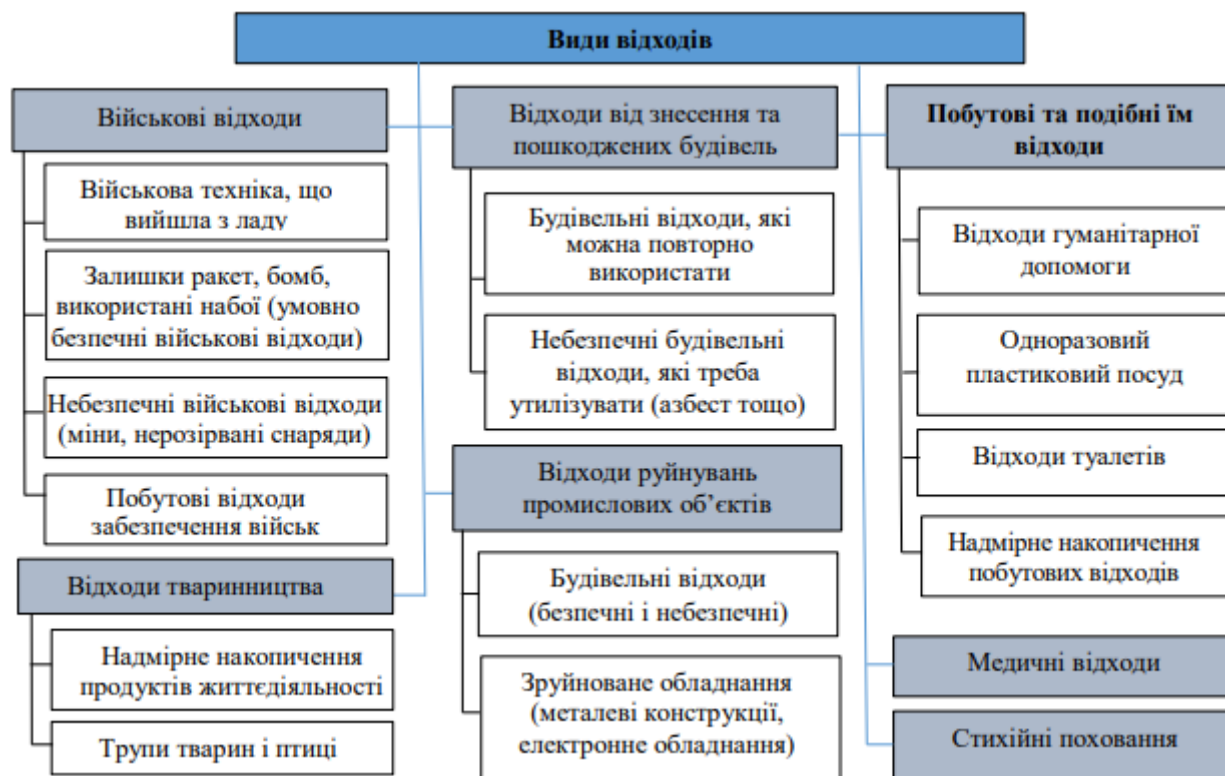 Види відходів
Військові відходи
Військова техніка, що
вийшла з ладу
Залишки ракет, бомб,
використані набої (умовно
безпечні військові відходи)
Небезпечні військові відходи
(міни, нерозірвані снаряди)
Побутові відходи
забезпечення військ
Відходи тваринництва
Надмірне накопичення
продуктів життєдіяльності
Трупи тварин і птиці
Відходи від знесення та
пошкоджених будівель
Будівельні відходи, які
можна повторно
використати
Небезпечні будівельні
відходи, які треба
утилізувати (азбест тощо)
Відходи руйнувань
промислових об’єктів
Будівельні відходи
(безпечні і небезпечні)
Зруйноване обладнання
(металеві конструкції,
електронне обладнання)
Побутові та подібні їм
відходи
Відходи гуманітарної
допомоги
Одноразовий
пластиковий посуд
Відходи туалетів
Надмірне накопичення
побутових відходів
Медичні відходи
Стихійні поховання